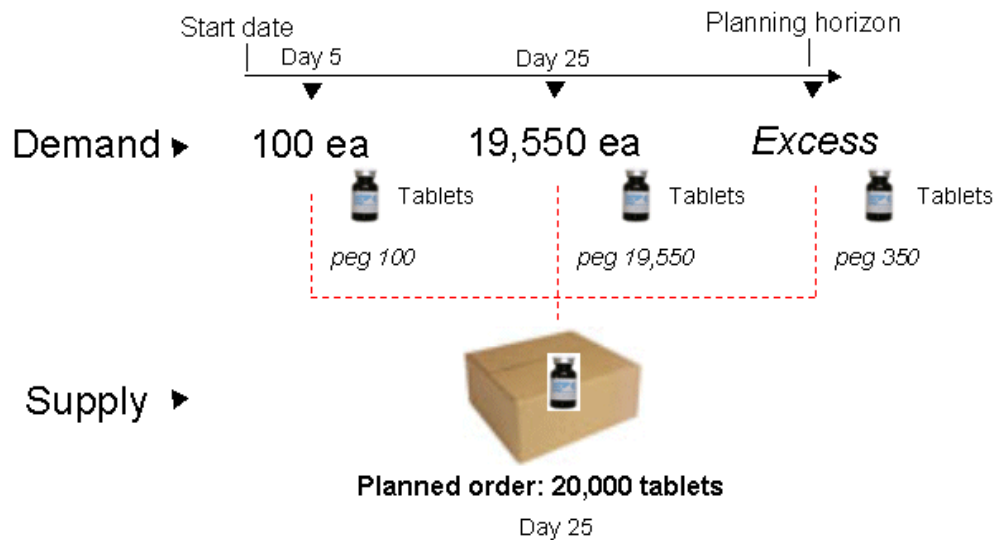 Start date
Planning horizon
Day 5
Day 25
Demand
100 ea
19,550 ea
Excess
Tablets
Tablets
Tablets
peg 100
peg 19,550
peg 350
Supply
Planned order: 20,000 tablets
Day 25